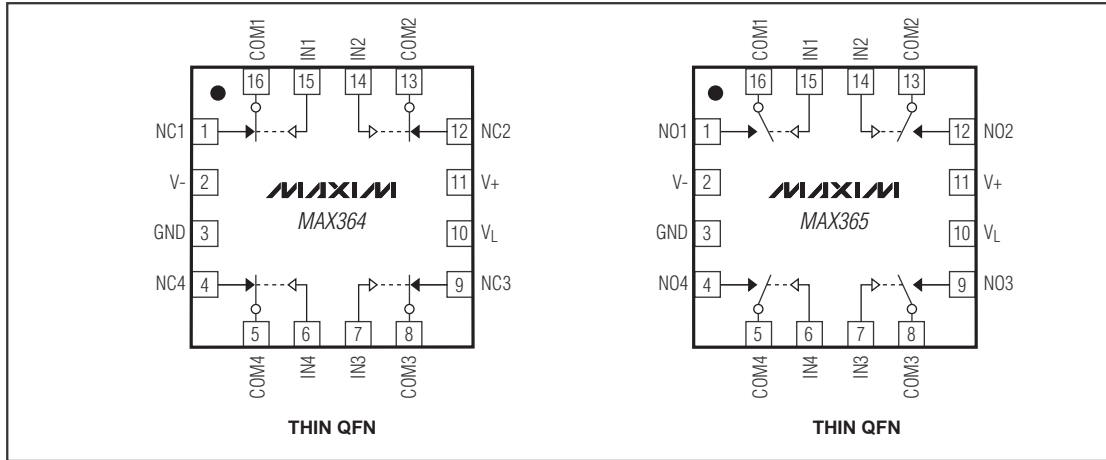 COM1 IN1 IN2 COM2
16 15 14 13
NC1 1 12 NC2
V- 2 11 V+
MAXIM
MAX364
GND 3 10 VL
NC4 4 9 NC3
5 6 7 8
COM4 IN4 IN3 COM3
THIN QFN
COM1 IN1 IN2 COM2
16 15 14 13
NO1 1 12 NO2
V- 2 11 V+
MAXIM
MAX365
GND 3 10 VL
NO4 4 9 NO3
5 6 7 8
COM4 IN4 IN3 COM3
THIN QFN